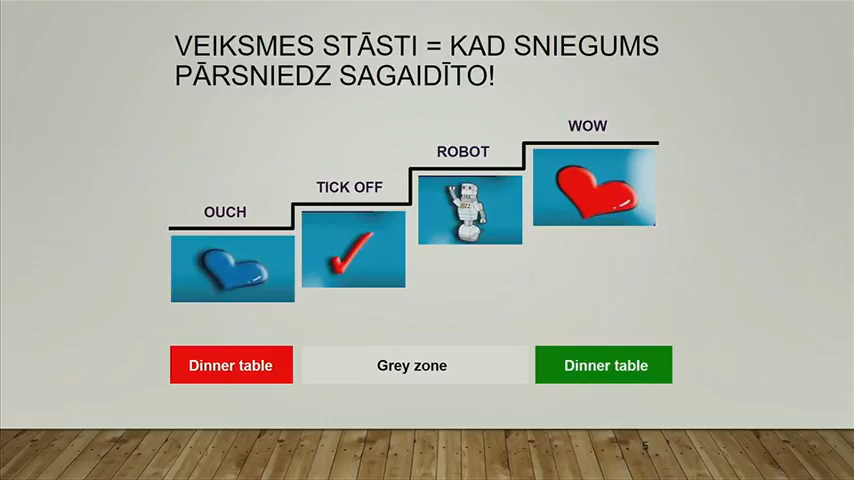 VEIKSMES STĀSTI = KAD SNIEGUMS
PĀRSNIEDZ SAGAIDĪTO!
WOW
ROBOT
TICK OFF
OUCH
Dinner table
Grey zone
Dinner table
5